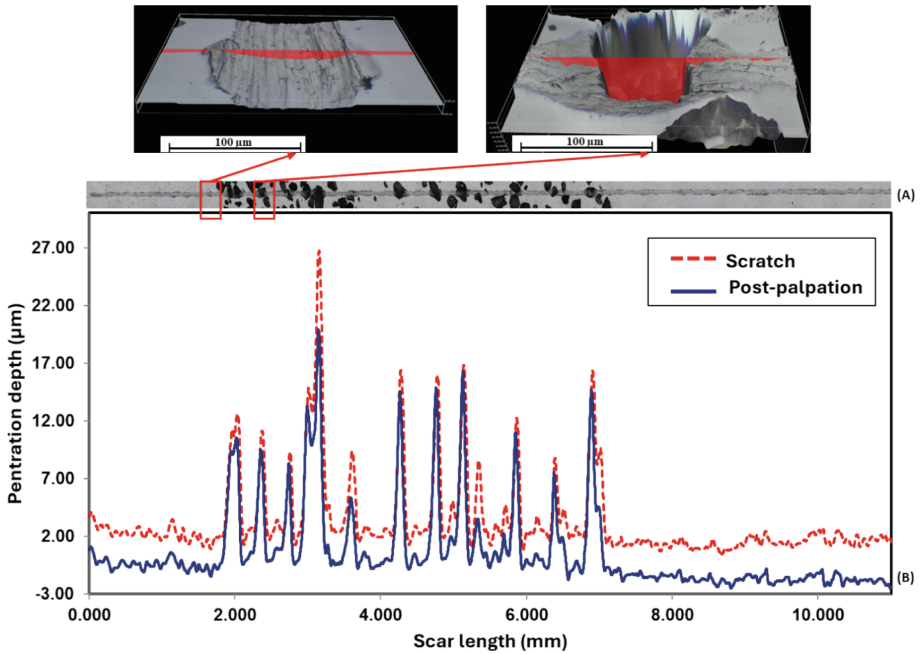 100 µm
100 µm
(A)
27.00
22.00
17.00
12.00
7.00
2.00
-3.00
Pentration depth (µm)
Scratch
Post-palpation
(B)
0.000 2.000 4.000 6.000 8.000 10.000
Scar length (mm)